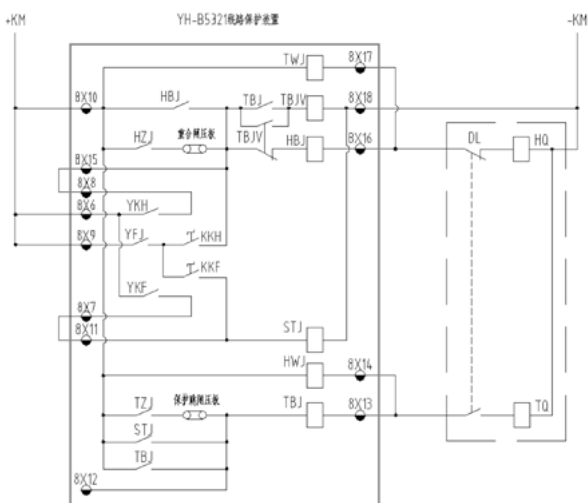 +KM YH-B5321线路保护装置 -KM
TWJ 8X17
8X10 HBJ TBJ TBJV 8X18
HZJ 重合闸压板 TBJV HBJ 8X16 DL HQ
8X15
8X8
8X6 YKH
8X9 YFJ KKH
KKF
YKF
8X7
8X11 STJ
HWJ 8X14
TZJ 保护跳闸压板 TBJ 8X13 TQ
STJ
TBJ
8X12